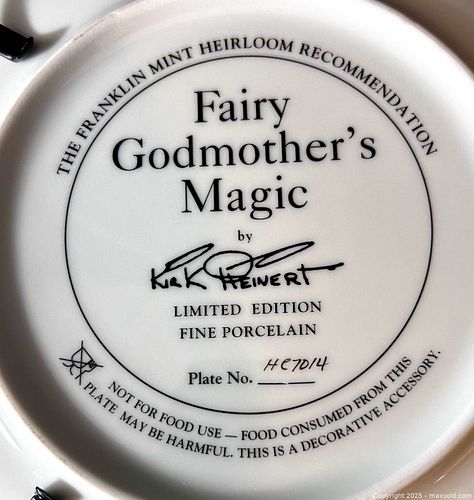 THE FRANKLIN MINT HEIRLOOM RECOMMENDATION
Fairy
Godmother's
Magic
by
KIRK REINERT
LIMITED EDITION
FINE PORCELAIN
Plate No. HC7014
NOT FOR FOOD USE — FOOD CONSUMED FROM THIS
PLATE MAY BE HARMFUL. THIS IS A DECORATIVE ACCESSORY.
Copyright 2025 - maxsold.com